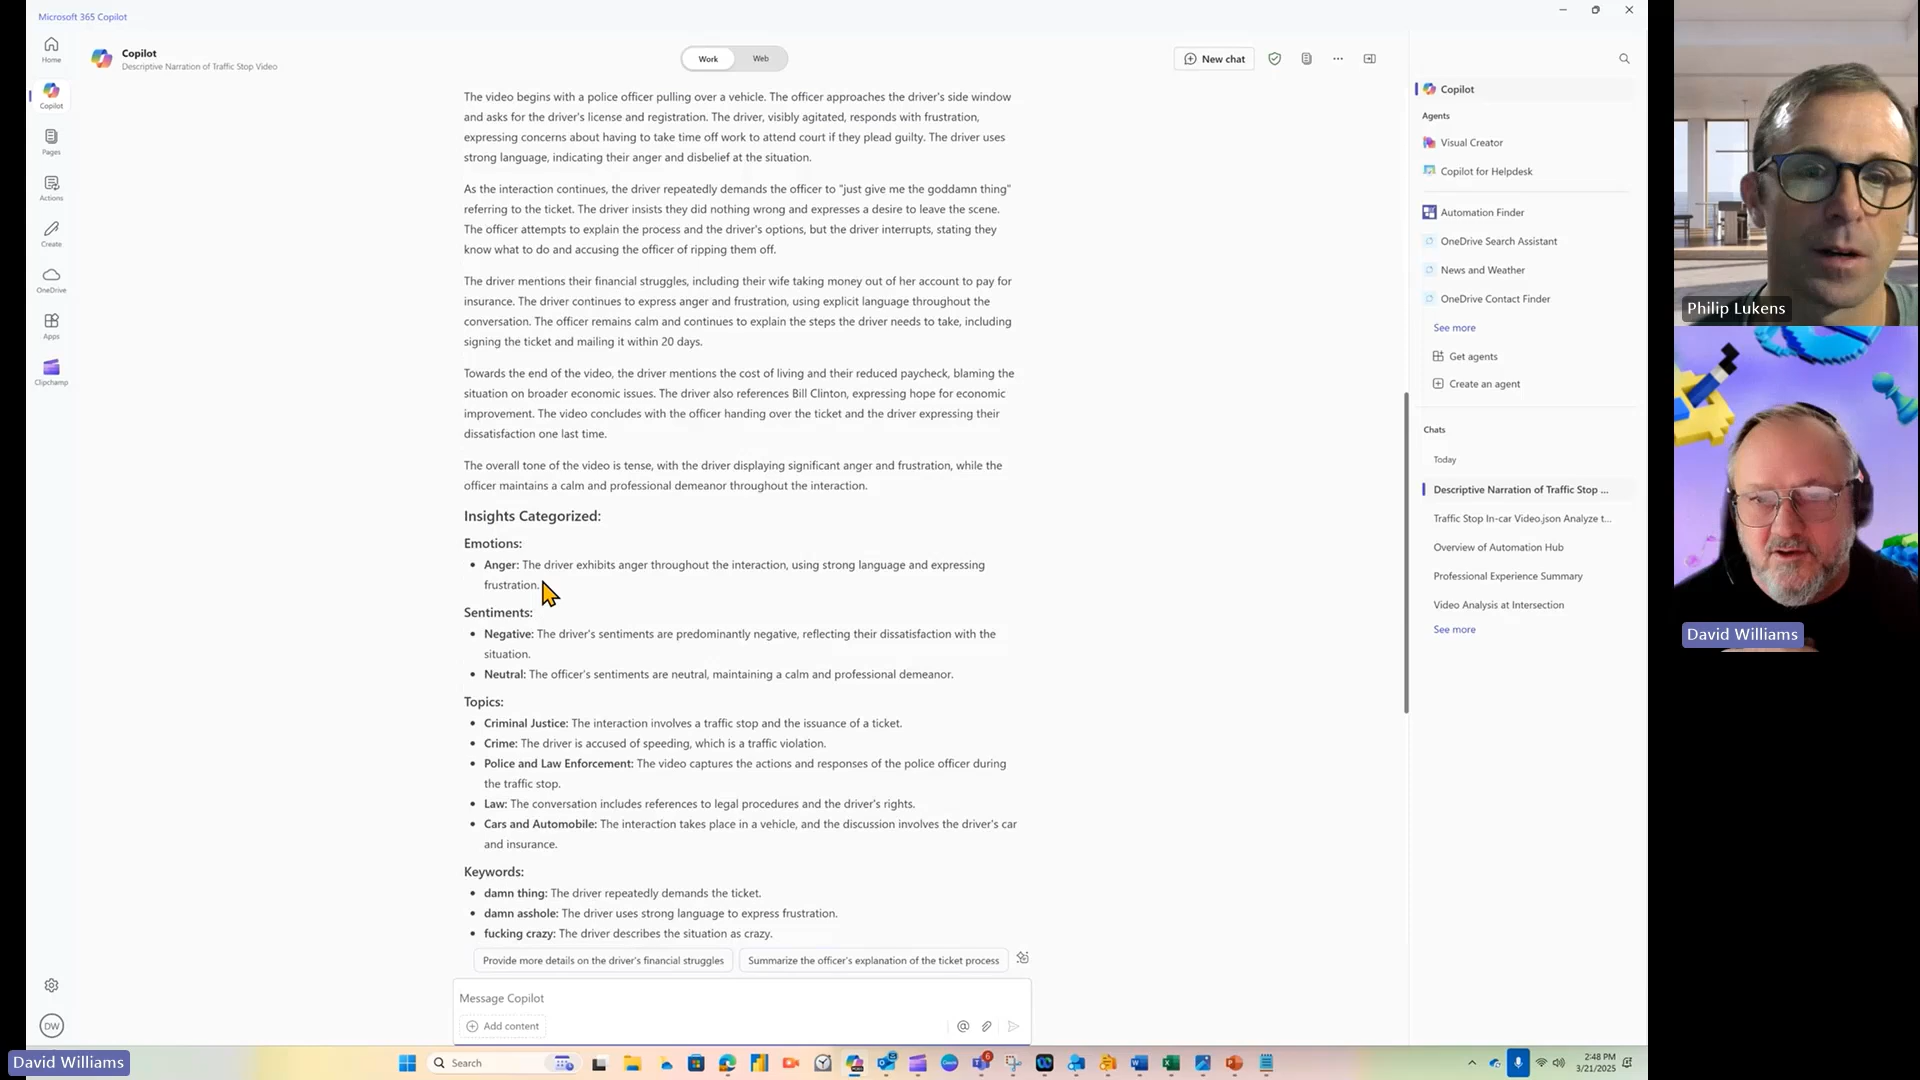 Microsoft 365 Copilot
Home
Copilot
Pages
Actions
Create
OneDrive
Apps
Clipchamp
DW
Copilot
Descriptive Narration of Traffic Stop Video
Work
Web
New chat
The video begins with a police officer pulling over a vehicle. The officer approaches the driver's side window
and asks for the driver's license and registration. The driver, visibly agitated, responds with frustration,
expressing concerns about having to take time off work to attend court if they plead guilty. The driver uses
strong language, indicating their anger and disbelief at the situation.
As the interaction continues, the driver repeatedly demands the officer to "just give me the goddamn thing"
referring to the ticket. The driver insists they did nothing wrong and expresses a desire to leave the scene.
The officer attempts to explain the process and the driver's options, but the driver interrupts, stating they
know what to do and accusing the officer of ripping them off.
The driver mentions their financial struggles, including their wife taking money out of her account to pay for
insurance. The driver continues to express anger and frustration, using explicit language throughout the
conversation. The officer remains calm and continues to explain the steps the driver needs to take, including
signing the ticket and mailing it within 20 days.
Towards the end of the video, the driver mentions the cost of living and their reduced paycheck, blaming the
situation on broader economic issues. The driver also references Bill Clinton, expressing hope for economic
improvement. The video concludes with the officer handing over the ticket and the driver expressing their
dissatisfaction one last time.
The overall tone of the video is tense, with the driver displaying significant anger and frustration, while the
officer maintains a calm and professional demeanor throughout the interaction.
Insights Categorized:
Emotions:
• Anger: The driver exhibits anger throughout the interaction, using strong language and expressing
frustration.
Sentiments:
• Negative: The driver's sentiments are predominantly negative, reflecting their dissatisfaction with the
situation.
• Neutral: The officer's sentiments are neutral, maintaining a calm and professional demeanor.
Topics:
• Criminal Justice: The interaction involves a traffic stop and the issuance of a ticket.
• Crime: The driver is accused of speeding, which is a traffic violation.
• Police and Law Enforcement: The video captures the actions and responses of the police officer during
the traffic stop.
• Law: The conversation includes references to legal procedures and the driver's rights.
• Cars and Automobile: The interaction takes place in a vehicle, and the discussion involves the driver's car
and insurance.
Keywords:
• damn thing: The driver repeatedly demands the ticket.
• damn asshole: The driver uses strong language to express frustration.
• fucking crazy: The driver describes the situation as crazy.
Provide more details on the driver's financial struggles
Summarize the officer's explanation of the ticket process
Message Copilot
Add content
Copilot
Agents
Visual Creator
Copilot for Helpdesk
Automation Finder
OneDrive Search Assistant
News and Weather
OneDrive Contact Finder
See more
Get agents
Create an agent
Chats
Today
Descriptive Narration of Traffic Stop ...
Traffic Stop In-car Video.json Analyze t...
Overview of Automation Hub
Professional Experience Summary
Video Analysis at Intersection
See more
Philip Lukens
David Williams
David Williams
Search
6
2:48 PM
3/21/2025